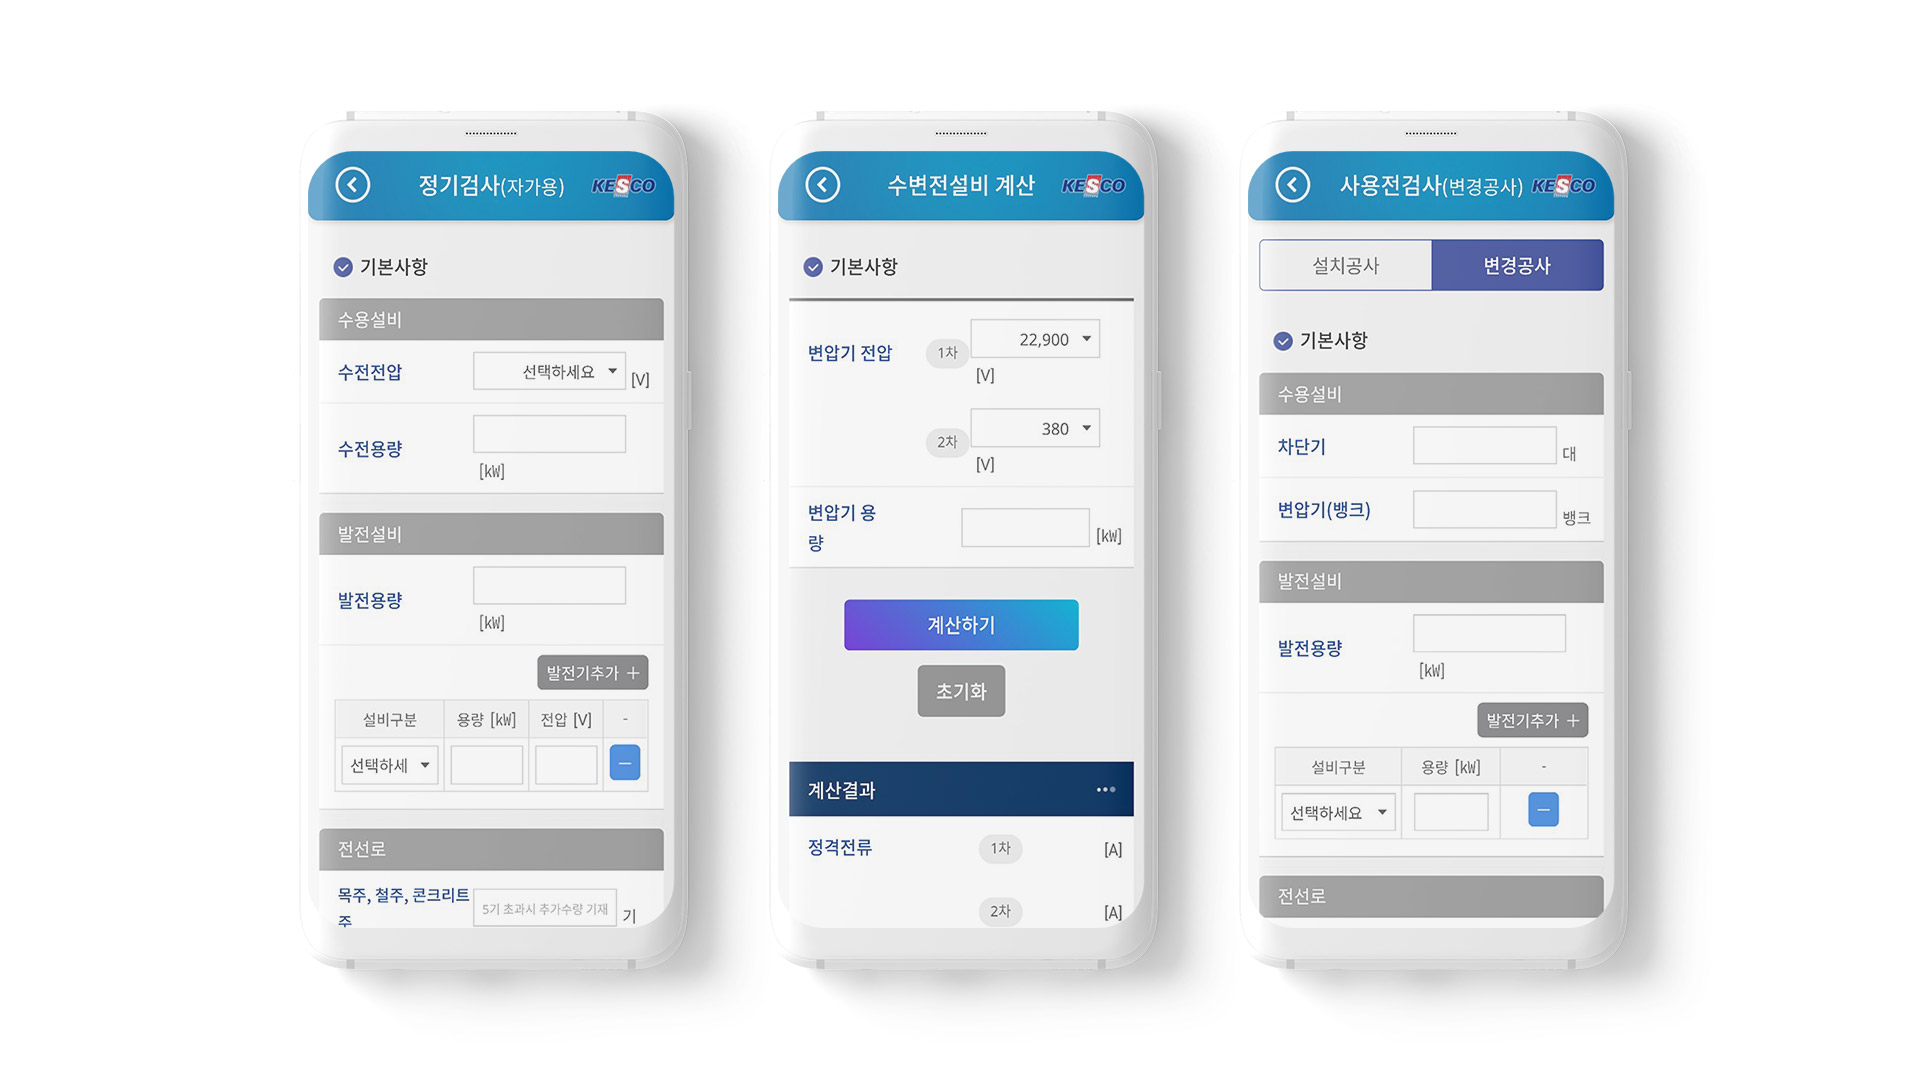 정기검사(자가용) KESCO
기본사항
수용설비
수전전압 선택하세요 [V]
수전용량
[kW]
발전설비
발전용량
[kW]
발전기추가 +
설비구분 용량 [kW] 전압 [V] -
선택하세 −
전선로
목주, 철주, 콘크리트
주 5기 초과시 추가수량 기재 기
수변전설비 계산 KESCO
기본사항
변압기 전압 1차 22,900
[V]
2차 380
[V]
변압기 용
량 [kW]
계산하기
초기화
계산결과 •••
정격전류 1차 [A]
2차 [A]
사용전검사(변경공사) KESCO
설치공사 변경공사
기본사항
수용설비
차단기 대
변압기(뱅크) 뱅크
발전설비
발전용량
[kW]
발전기추가 +
설비구분 용량 [kW] -
선택하세요 −
전선로